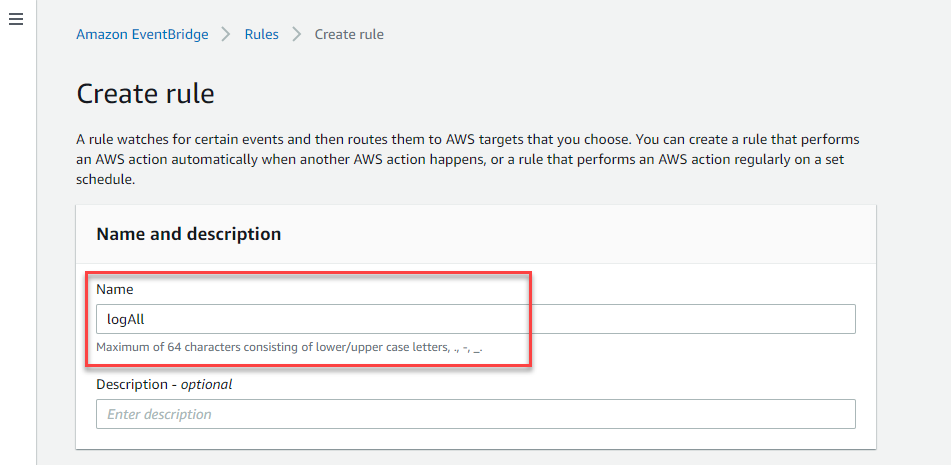 Amazon EventBridge > Rules > Create rule
Create rule
A rule watches for certain events and then routes them to AWS targets that you choose. You can create a rule that performs
an AWS action automatically when another AWS action happens, or a rule that performs an AWS action regularly on a set
schedule.
Name and description
Name
logAll
Maximum of 64 characters consisting of lower/upper case letters, ., -, _.
Description - optional
Enter description